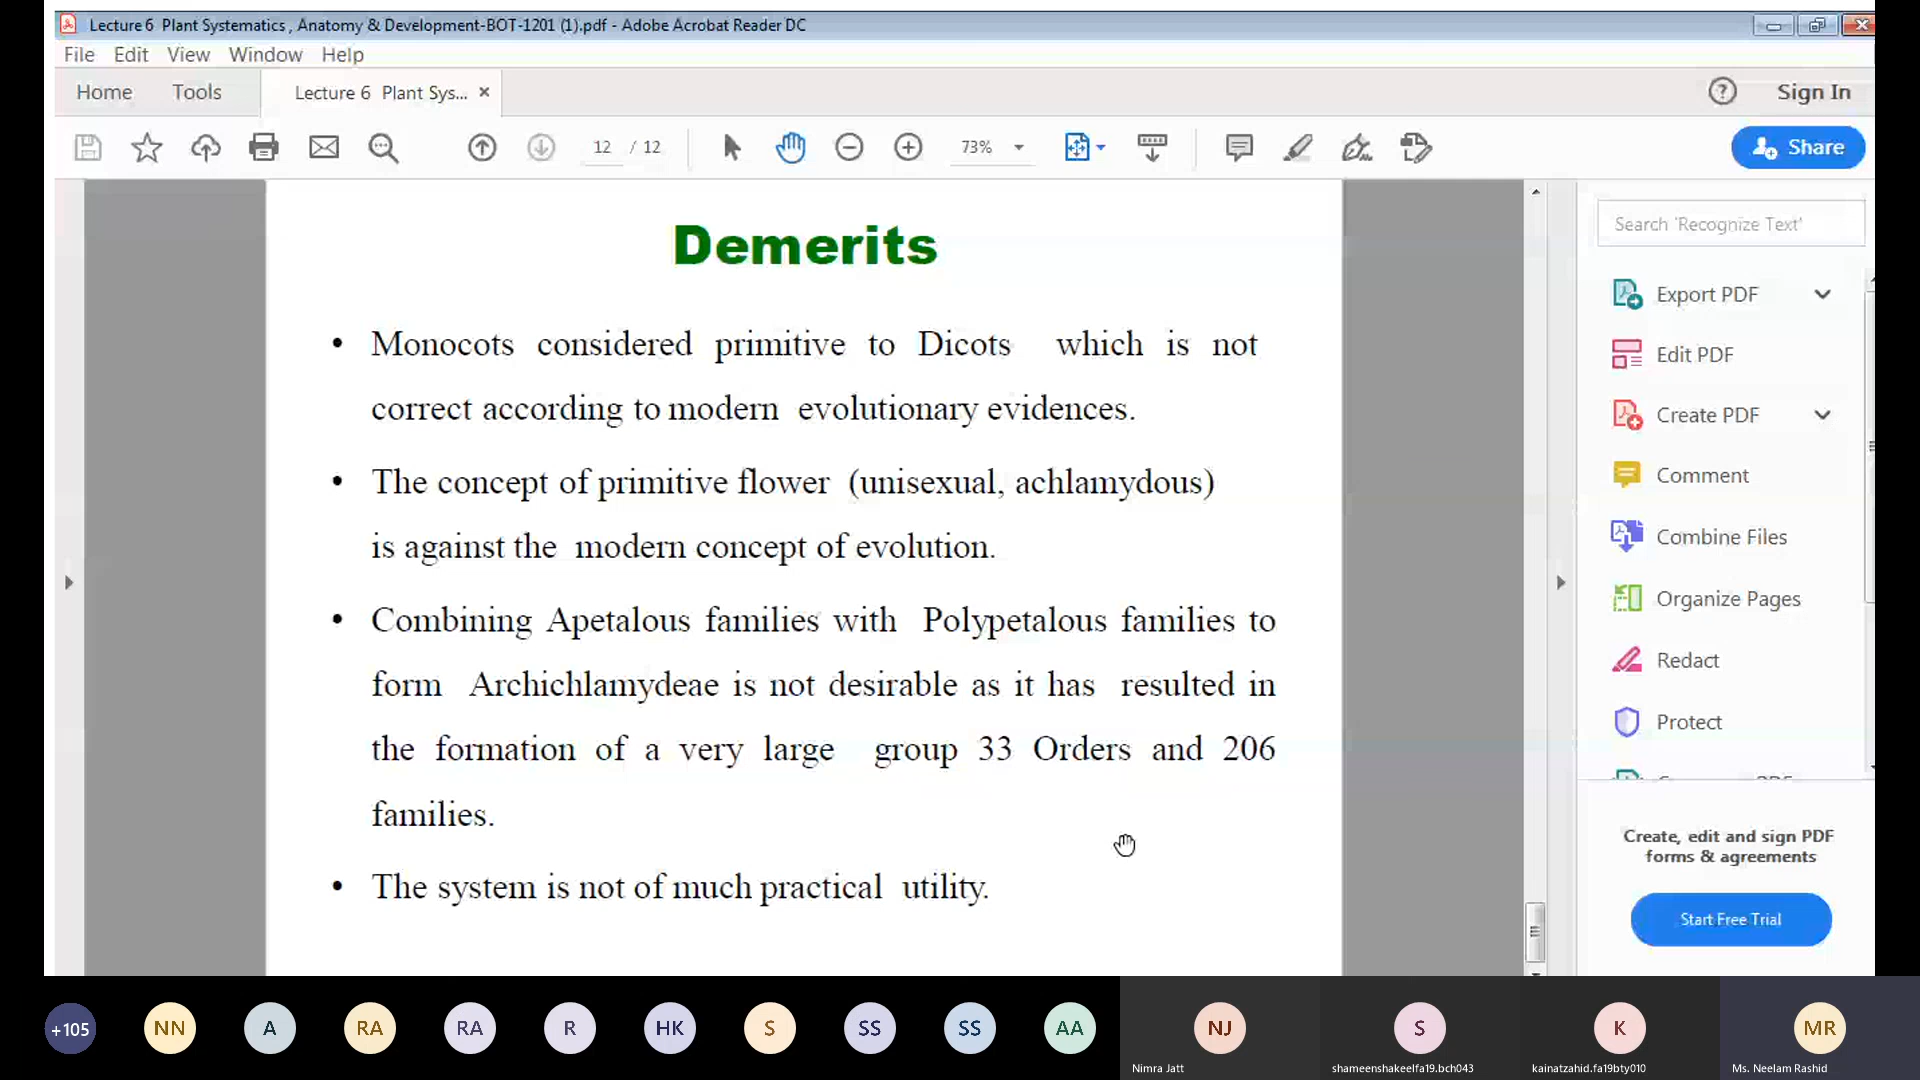 Lecture 6 Plant Systematics , Anatomy & Development-BOT-1201 (1).pdf - Adobe Acrobat Reader DC
File Edit View Window Help
Home Tools Lecture 6 Plant Sys... × Sign In
12 / 12 73% Share
Demerits
• Monocots considered primitive to Dicots which is not
correct according to modern evolutionary evidences.
• The concept of primitive flower (unisexual, achlamydous)
is against the modern concept of evolution.
• Combining Apetalous families with Polypetalous families to
form Archichlamydeae is not desirable as it has resulted in
the formation of a very large group 33 Orders and 206
families.
• The system is not of much practical utility.
Search 'Recognize Text'
Export PDF
Edit PDF
Create PDF
Comment
Combine Files
Organize Pages
Redact
Protect
Create, edit and sign PDF
forms & agreements
Start Free Trial
+105 NN A RA RA R HK S SS SS AA NJ S K MR
Nimra Jatt shameenshakeelfa19.bch043 kainatzahid.fa19bty010 Ms. Neelam Rashid